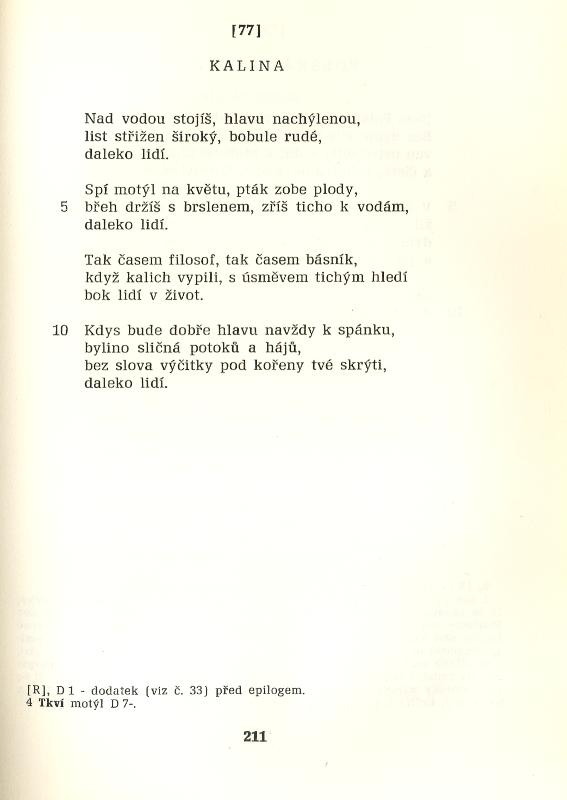 [77]
KALINA
Nad vodou stojíš, hlavu nachýlenou,
list střižen široký, bobule rudé,
daleko lidí.
Spí motýl na květu, pták zobe plody,
5 břeh držíš s brslenem, zříš ticho k vodám,
daleko lidí.
Tak časem filosof, tak časem básník,
když kalich vypili, s úsměvem tichým hledí
bok lidí v život.
10 Kdys bude dobře hlavu navždy k spánku,
bylino sličná potoků a hájů,
bez slova výčitky pod kořeny tvé skrýti,
daleko lidí.
[R], D 1 - dodatek (viz č. 33) před epilogem.
4 Tkví motýl D 7-.
211